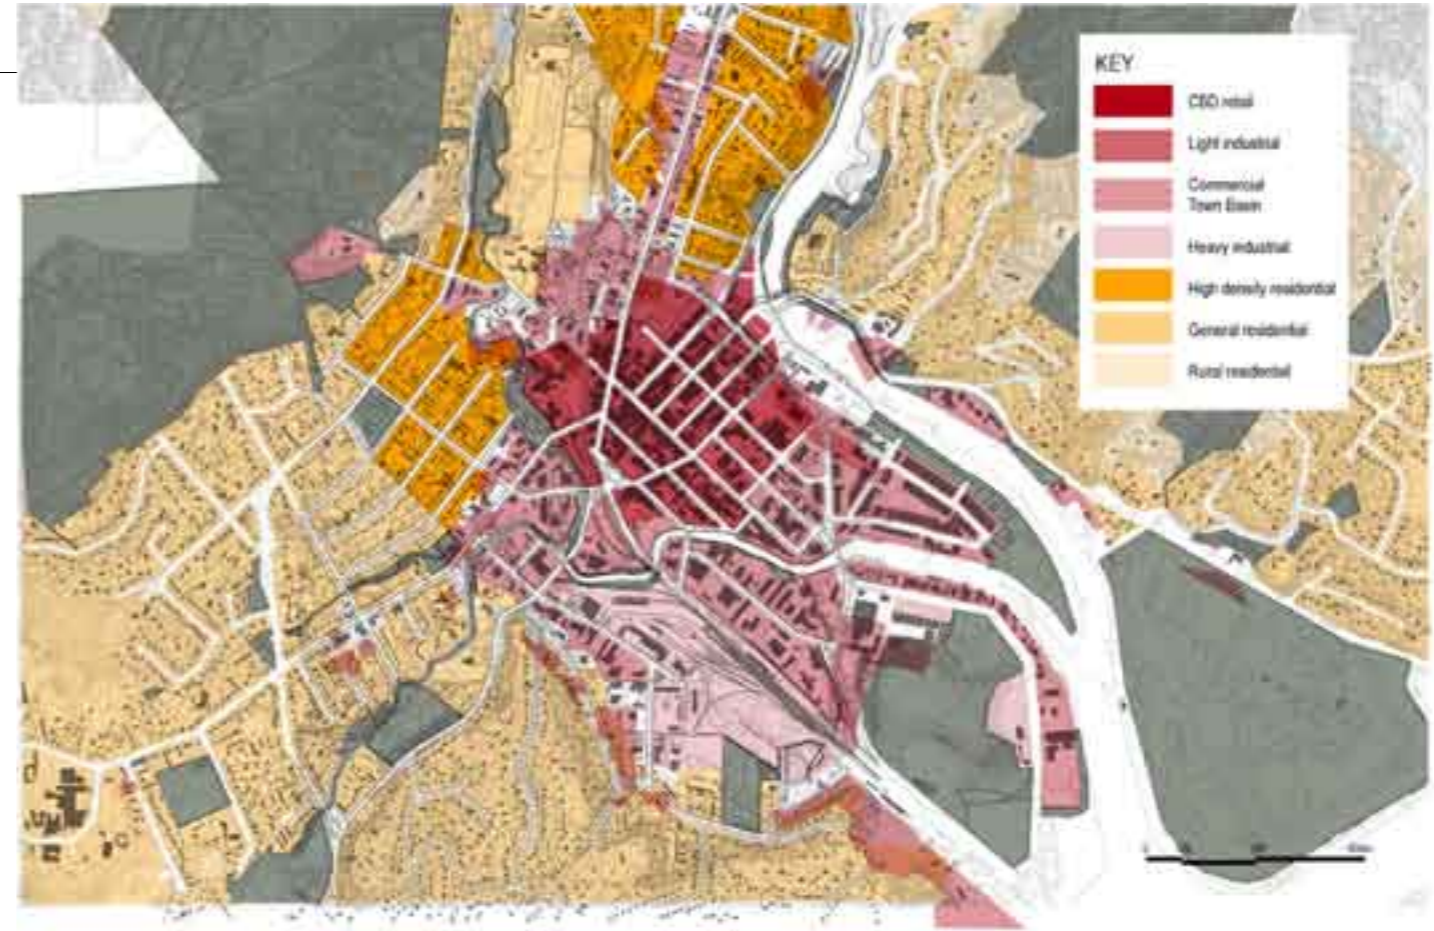 KEY
CBD retail
Light industrial
Commercial
Town Basin
Heavy industrial
High density residential
General residential
Rural residential